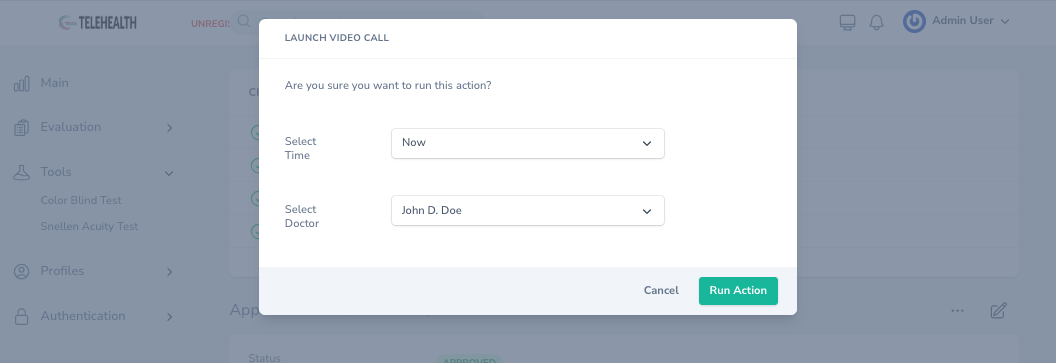 TELEHEALTH
UNREGI
Admin User
LAUNCH VIDEO CALL
Are you sure you want to run this action?
Select
Time
Now
Select
Doctor
John D. Doe
Cancel
Run Action
Main
Evaluation
Tools
Color Blind Test
Snellen Acuity Test
Profiles
Authentication
App
Status
APPROVED